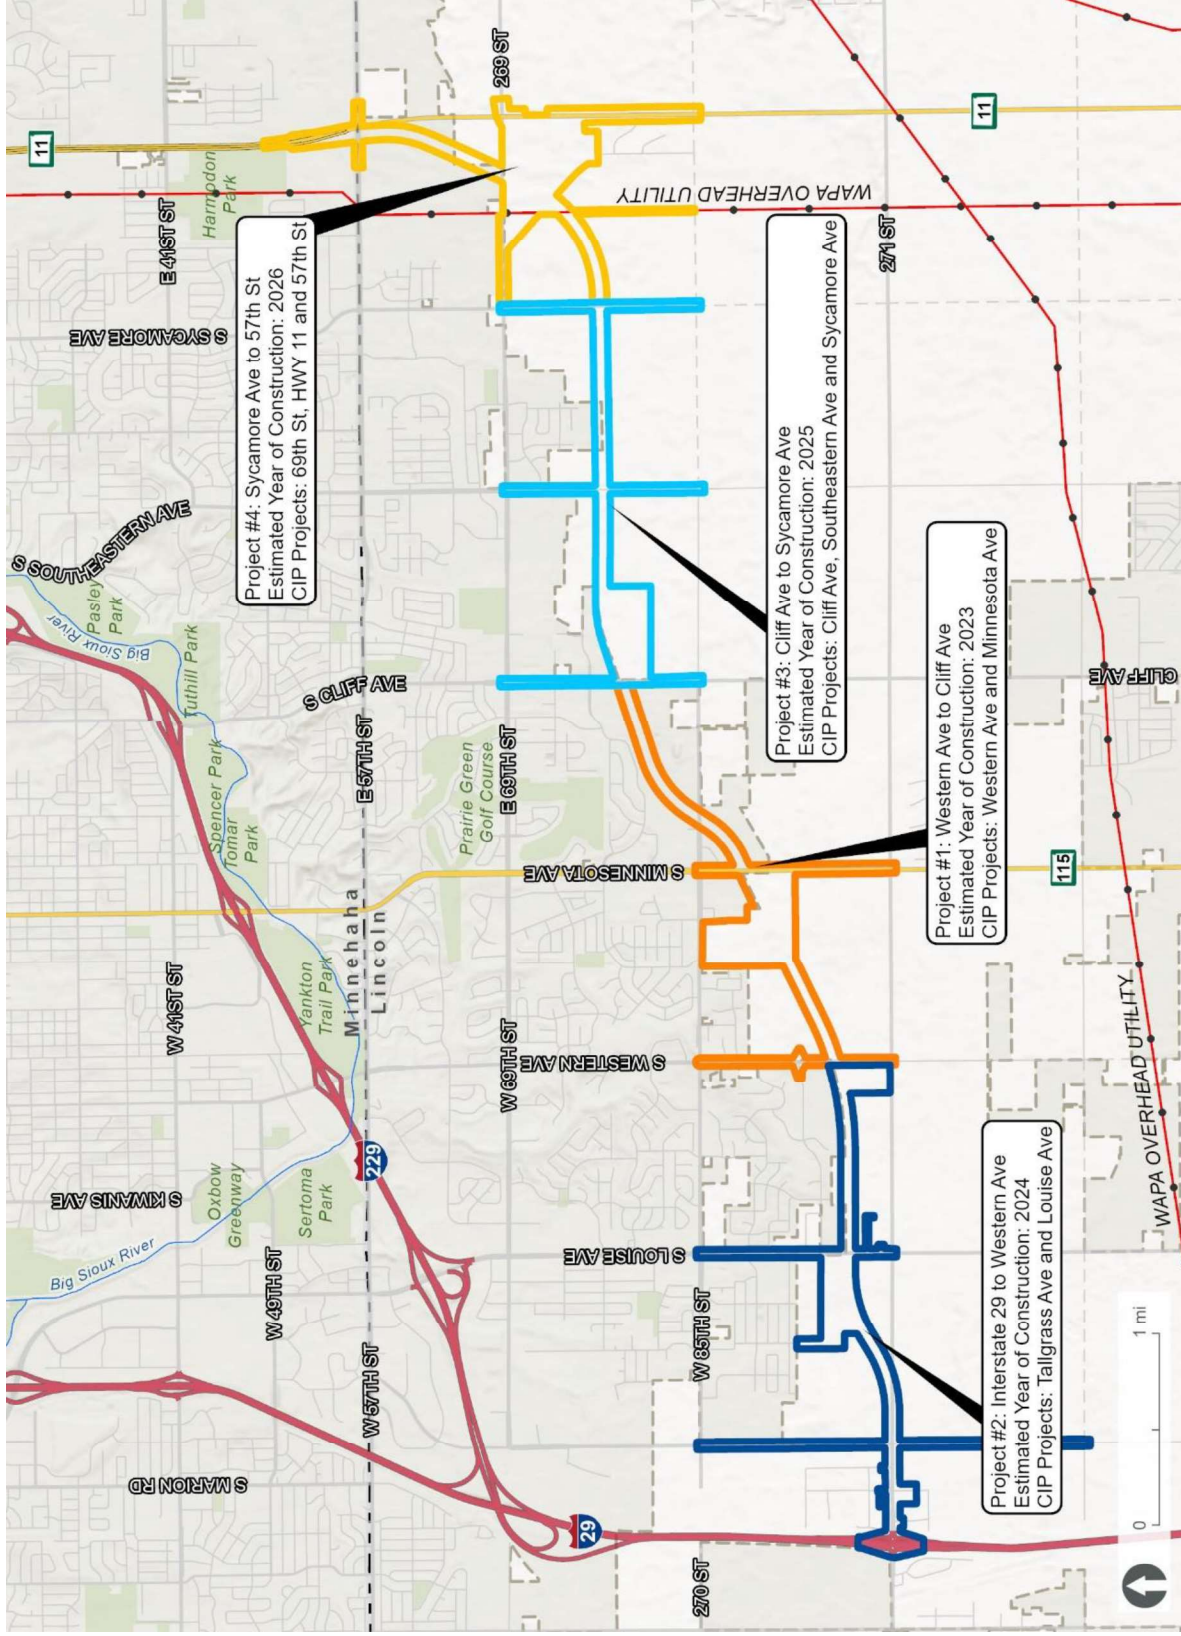 11
E 41ST ST
Harmodon
Park
269 ST
S SYCAMORE AVE
WAPA OVERHEAD UTILITY
11
271 ST
Project #4: Sycamore Ave to 57th St
Estimated Year of Construction: 2026
CIP Projects: 69th St, HWY 11 and 57th St
S SOUTHEASTERN AVE
Pasley
Park
Big Sioux River
Tuthill Park
S CLIFF AVE
E 57TH ST
Project #3: Cliff Ave to Sycamore Ave
Estimated Year of Construction: 2025
CIP Projects: Cliff Ave, Southeastern Ave and Sycamore Ave
CLIFF AVE
Spencer Park
Tomar
Park
Prairie Green
Golf Course
E 69TH ST
S MINNESOTA AVE
Project #1: Western Ave to Cliff Ave
Estimated Year of Construction: 2023
CIP Projects: Western Ave and Minnesota Ave
115
W 41ST ST
Yankton
Trail Park
Minnehaha
Lincoln
W 69TH ST
S WESTERN AVE
WAPA OVERHEAD UTILITY
229
S KIWANIS AVE
Oxbow
Greenway
Sertoma
Park
Big Sioux River
W 49TH ST
S LOUISE AVE
W 85TH ST
W 57TH ST
Project #2: Interstate 29 to Western Ave
Estimated Year of Construction: 2024
CIP Projects: Tallgrass Ave and Louise Ave
S MARION RD
29
270 ST
0
1 mi